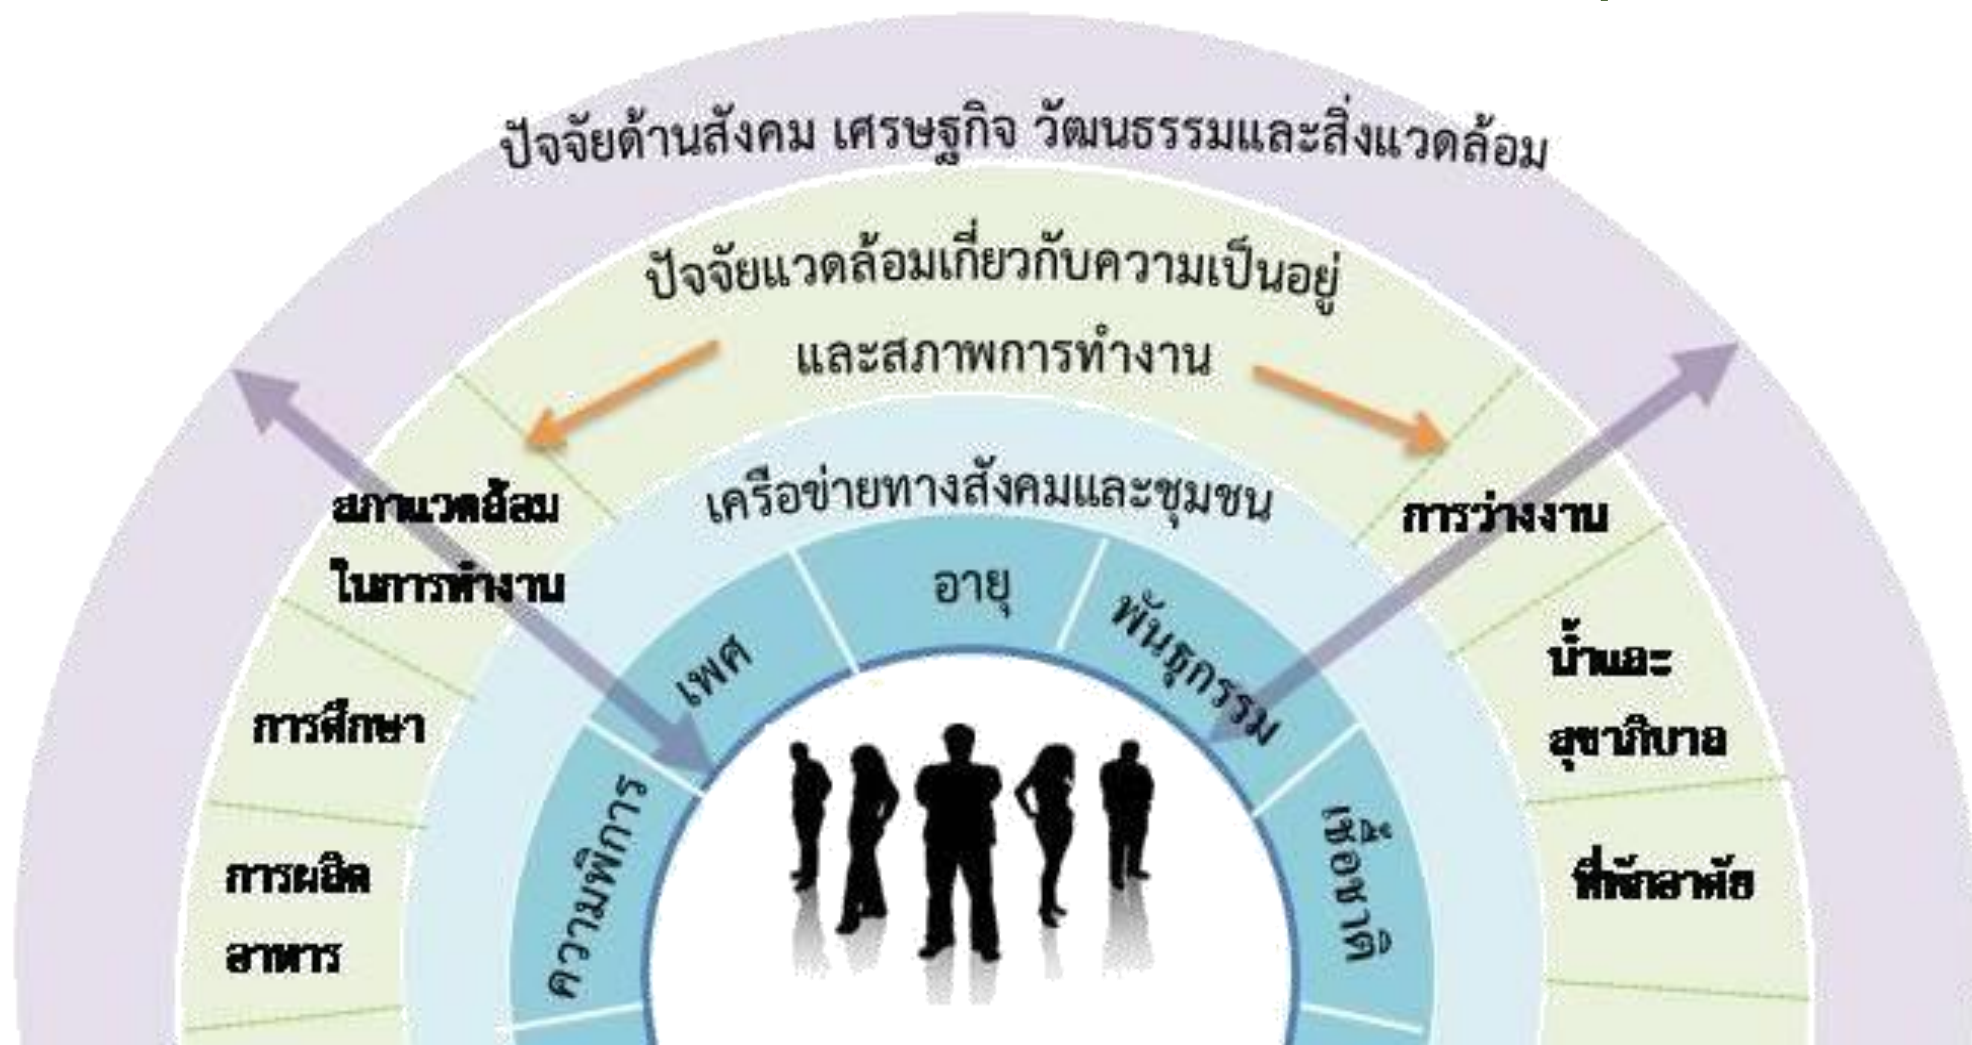 ปัจจัยด้านสังคม เศรษฐกิจ วัฒนธรรมและสิ่งแวดล้อม
ปัจจัยแวดล้อมเกี่ยวกับความเป็นอยู่
และสภาพการทำงาน
เครือข่ายทางสังคมและชุมชน
สภาแวดล้อม
ในการทำงาน
การศึกษา
การผลิต
อาหาร
การว่างงาน
น้ำและ
สุขาภิบาล
ที่พักอาศัย
ความพิการ
เพศ
อายุ
พันธุกรรม
เชื้อชาติ